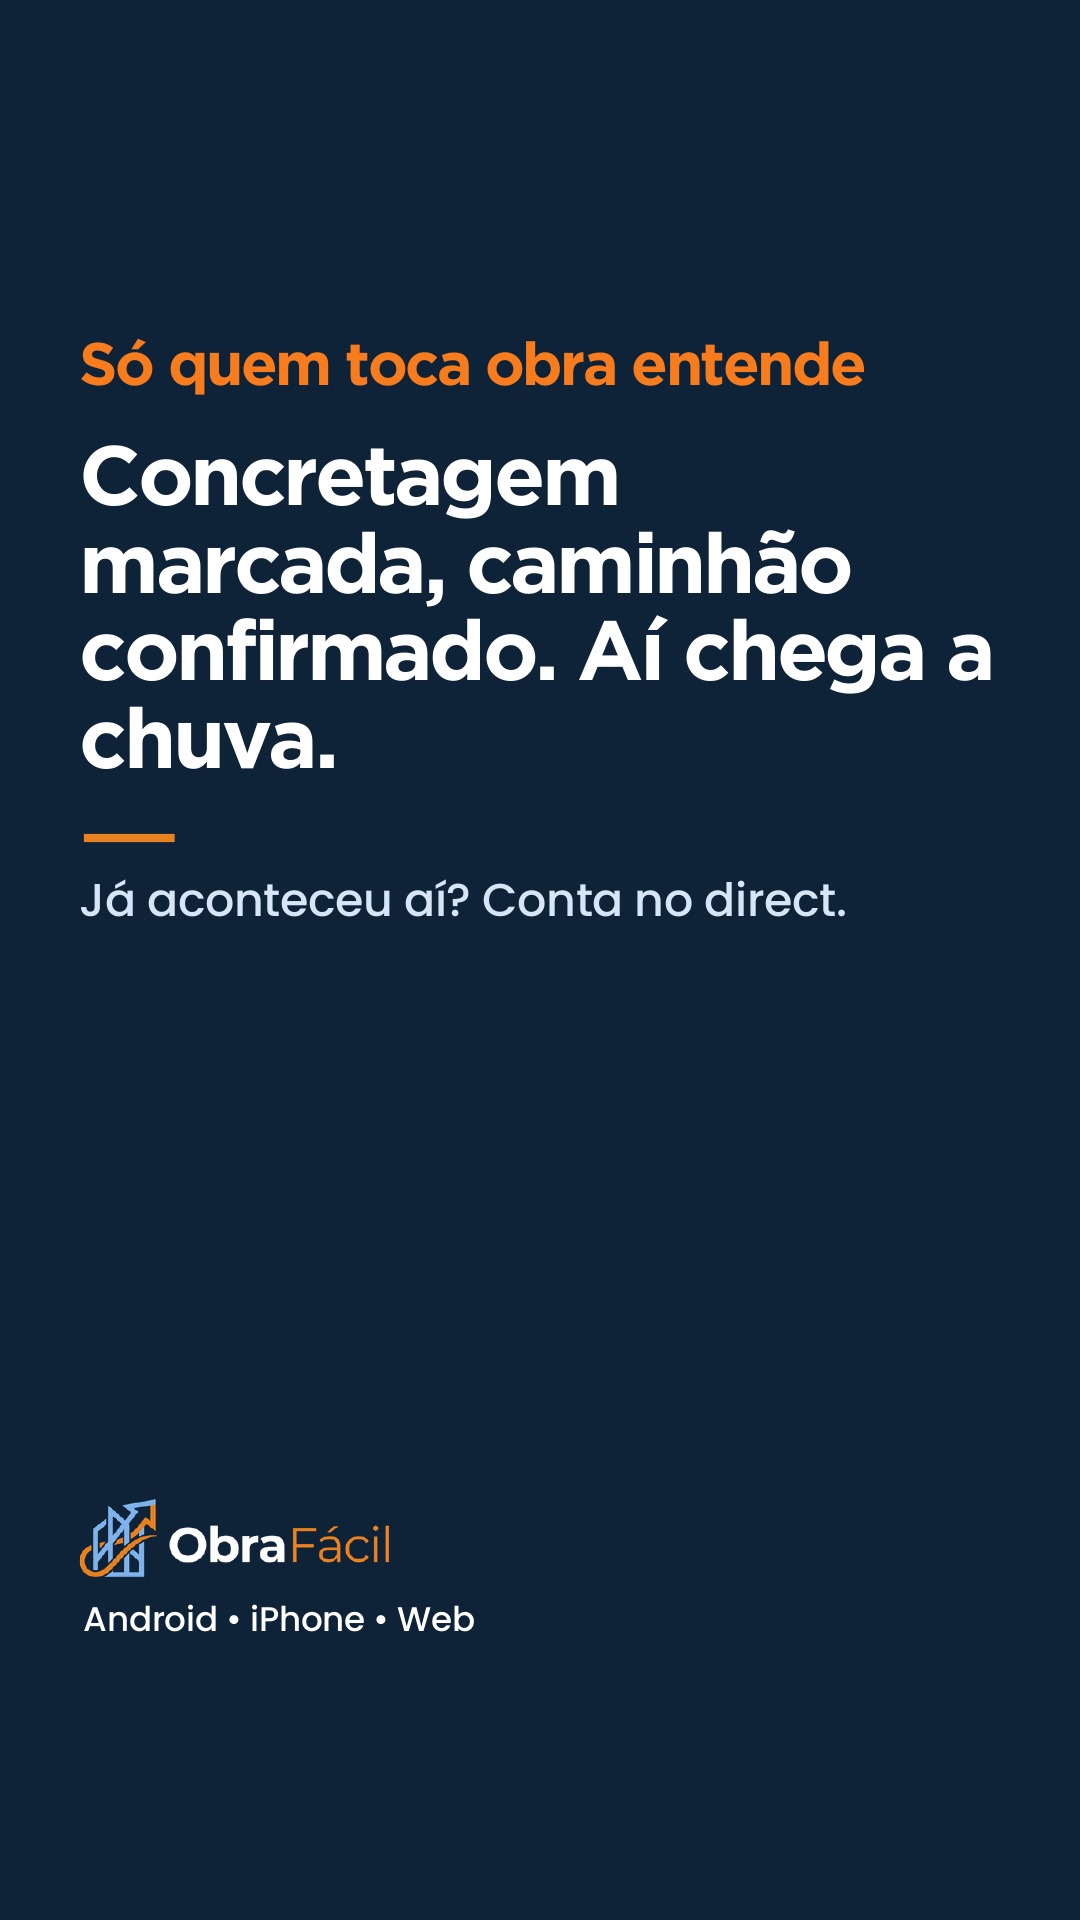 Só quem toca obra entende
Concretagem
marcada, caminhão
confirmado. Aí chega a
chuva.
Já aconteceu aí? Conta no direct.
ObraFácil
Android • iPhone • Web